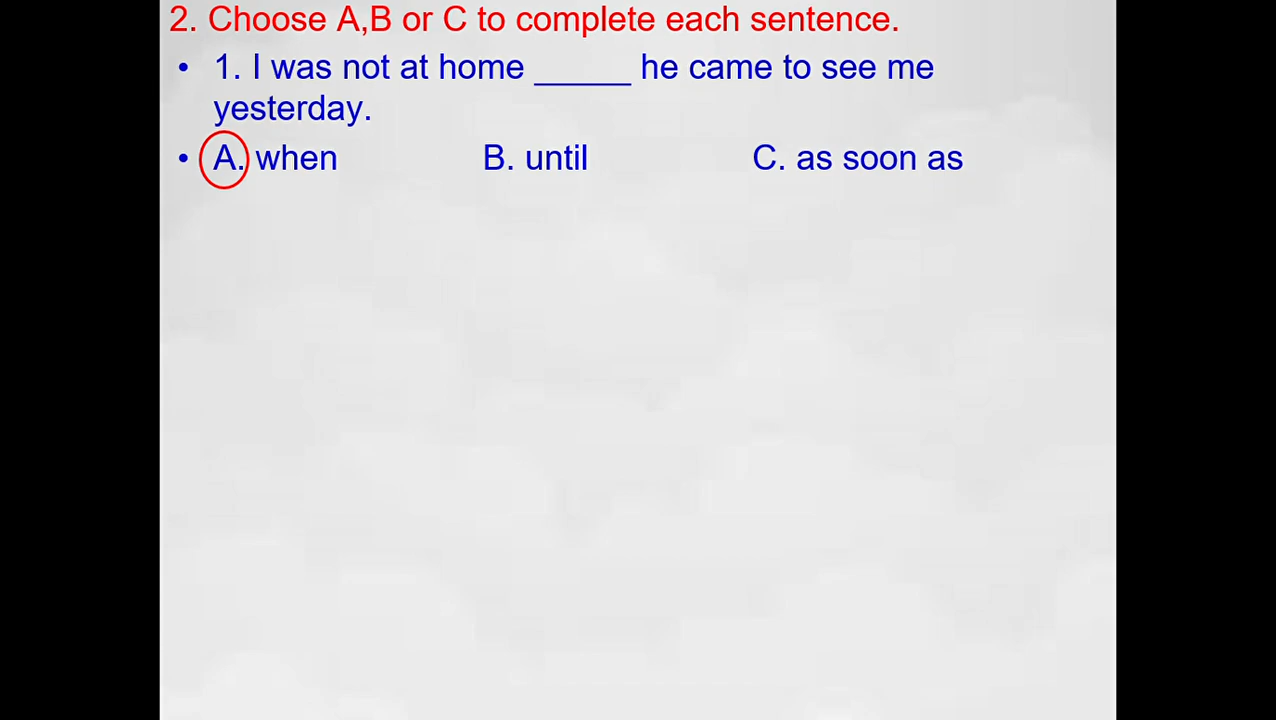 2. Choose A,B or C to complete each sentence.
• 1. I was not at home _____ he came to see me
yesterday.
• A. when B. until C. as soon as